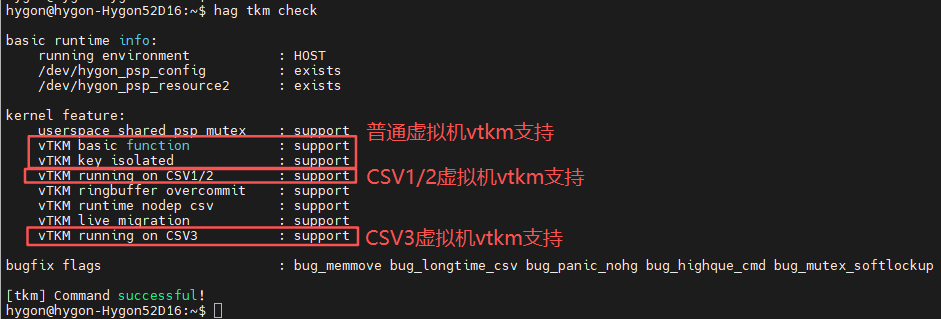 hygon@hygon-Hygon52D16:~$ hag tkm check
basic runtime info:
running environment : HOST
/dev/hygon_psp_config : exists
/dev/hygon_psp_resource2 : exists
kernel feature:
userspace shared psp mutex : support 普通虚拟机vtkm支持
vTKM basic function : support
vTKM key isolated : support
vTKM running on CSV1/2 : support CSV1/2虚拟机vtkm支持
vTKM ringbuffer overcommit : support
vTKM runtime nodep csv : support
vTKM live migration : support
vTKM running on CSV3 : support CSV3虚拟机vtkm支持
bugfix flags : bug_memmove bug_longtime_csv bug_panic_nohg bug_highque_cmd bug_mutex_softlockup
[tkm] Command successful!
hygon@hygon-Hygon52D16:~$